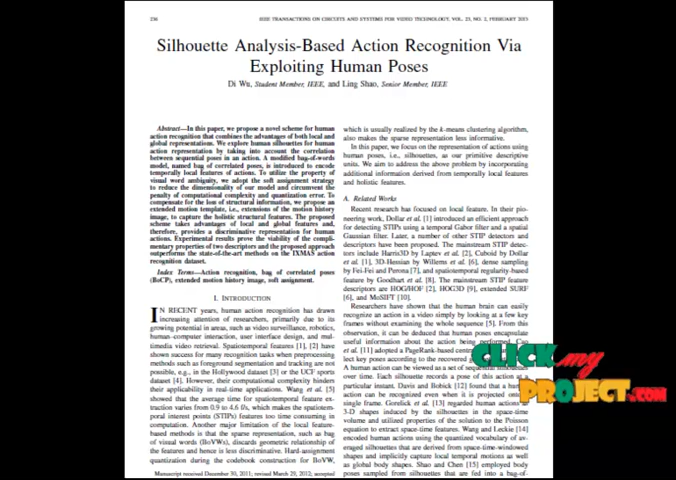 236
IEEE TRANSACTIONS ON CIRCUITS AND SYSTEMS FOR VIDEO TECHNOLOGY, VOL. 23, NO. 2, FEBRUARY 2013
Silhouette Analysis-Based Action Recognition Via
Exploiting Human Poses
Di Wu, Student Member, IEEE, and Ling Shao, Senior Member, IEEE
Abstract—In this paper, we propose a novel scheme for human
action recognition that combines the advantages of both local and
global representations. We explore human silhouettes for human
action representation by taking into account the correlation
between sequential poses in an action. A modified bag-of-words
model, named bag of correlated poses, is introduced to encode
temporally local features of actions. To utilize the property of
visual word ambiguity, we adopt the soft assignment strategy
to reduce the dimensionality of our model and circumvent the
penalty of computational complexity and quantization error. To
compensate for the loss of structural information, we propose an
extended motion template, i.e., extensions of the motion history
image, to capture the holistic structural features. The proposed
scheme takes advantages of local and global features and,
therefore, provides a discriminative representation for human
actions. Experimental results prove the viability of the compli-
mentary properties of two descriptors and the proposed approach
outperforms the state-of-the-art methods on the IXMAS action
recognition dataset.
Index Terms—Action recognition, bag of correlated poses
(BoCP), extended motion history image, soft assignment.
I. INTRODUCTION
IN RECENT years, human action recognition has drawn
increasing attention of researchers, primarily due to its
growing potential in areas, such as video surveillance, robotics,
human–computer interaction, user interface design, and mul-
timedia video retrieval. Spatiotemporal features [1], [2] have
shown success for many recognition tasks when preprocessing
methods such as foreground segmentation and tracking are not
possible, e.g., in the Hollywood dataset [3] or the UCF sports
dataset [4]. However, their computational complexity hinders
their applicability in real-time applications. Wang et al. [5]
showed that the average time for spatiotemporal feature ex-
traction varies from 0.9 to 4.6 f/s, which makes the spatiotem-
poral interest points (STIPs) features too time consuming in
computation. Another major limitation of the local feature-
based methods is that the sparse representation, such as bag
of visual words (BoVWs), discards geometric relationship of
the features and hence is less discriminative. Hard-assignment
quantization during the codebook construction for BoVW,
Manuscript received December 30, 2011; revised March 29, 2012; accepted
which is usually realized by the k-means clustering algorithm,
also makes the sparse representation less informative.
In this paper, we focus on the representation of actions using
human poses, i.e., silhouettes, as our primitive descriptive
units. We aim to address the above problem by incorporating
additional information derived from temporally local features
and holistic features.
A. Related Works
Recent research has focused on local feature. In their pio-
neering work, Dollar et al. [1] introduced an efficient approach
for detecting STIPs using a temporal Gabor filter and a spatial
Gaussian filter. Later, a number of other STIP detectors and
descriptors have been proposed. The mainstream STIP detec-
tors include Harris3D by Laptev et al. [2], Cuboid by Dollar
et al. [1], 3D-Hessian by Willems et al. [6], dense sampling
by Fei-Fei and Perona [7], and spatiotemporal regularity-based
feature by Goodhart et al. [8]. The mainstream STIP feature
descriptors are HOG/HOF [2], HOG3D [9], extended SURF
[6], and MoSIFT [10].
Researchers have shown that the human brain can easily
recognize an action in a video simply by looking at a few key
frames without examining the whole sequence [5]. From this
observation, it can be deduced that human poses encapsulate
useful information about the action being performed. Cao
et al. [11] adopted a PageRank-based
lect key poses according to the recovered
A human action can be viewed as a set of sequential silhouettes
over time. Each silhouette records a pose of this action at a
particular instant. Davis and Bobick [12] found that a
action can be recognized even when it is projected
single frame. Gorelick et al. [13] regarded human actions
3-D shapes induced by the silhouettes in the space-time
volume and utilized properties of the solution to the Poisson
equation to extract space-time features. Wang and Leckie [14]
encoded human actions using the quantized vocabulary of av-
eraged silhouettes that are derived from space-time-windowed
shapes and implicitly capture local temporal motions as well
as global body shapes. Shao and Chen [15] employed body
poses sampled from silhouettes that are fed into a bag-of-
CLICK my
PROJECT.COM